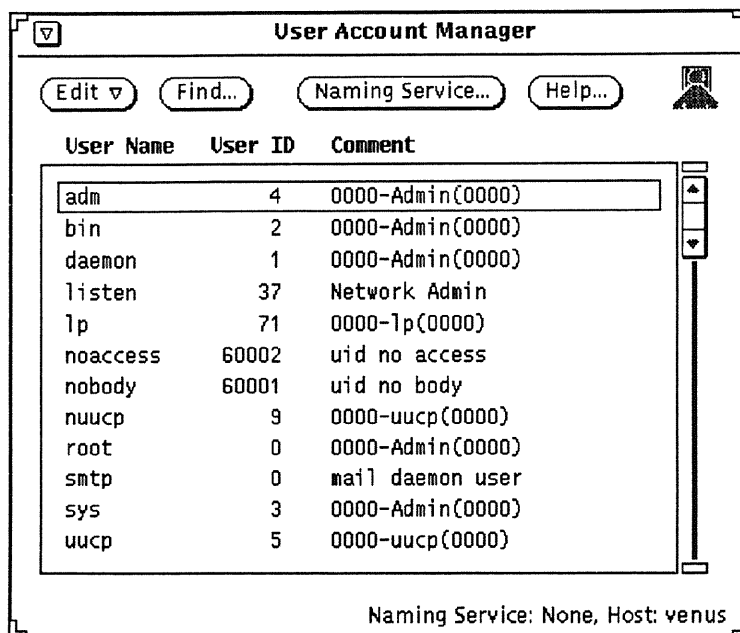 User Account Manager
Edit Find... Naming Service... Help...
User Name User ID Comment
adm 4 0000-Admin(0000)
bin 2 0000-Admin(0000)
daemon 1 0000-Admin(0000)
listen 37 Network Admin
lp 71 0000-lp(0000)
noaccess 60002 uid no access
nobody 60001 uid no body
nuucp 9 0000-uucp(0000)
root 0 0000-Admin(0000)
smtp 0 mail daemon user
sys 3 0000-Admin(0000)
uucp 5 0000-uucp(0000)
Naming Service: None, Host: venus